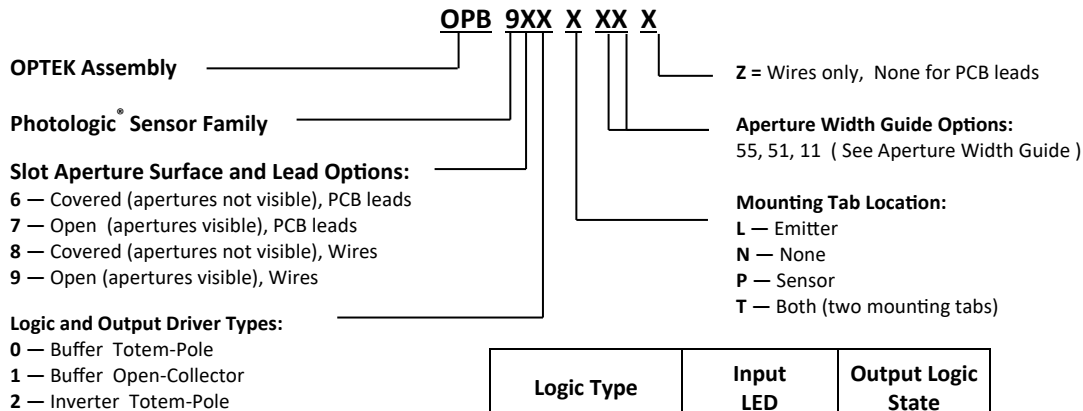 OPB 9XX X XX X
OPTEK Assembly
Photologic® Sensor Family
Slot Aperture Surface and Lead Options:
6 — Covered (apertures not visible), PCB leads
7 — Open (apertures visible), PCB leads
8 — Covered (apertures not visible), Wires
9 — Open (apertures visible), Wires
Logic and Output Driver Types:
0 — Buffer Totem-Pole
1 — Buffer Open-Collector
2 — Inverter Totem-Pole
Z = Wires only, None for PCB leads
Aperture Width Guide Options:
55, 51, 11 ( See Aperture Width Guide )
Mounting Tab Location:
L — Emitter
N — None
P — Sensor
T — Both (two mounting tabs)
Logic Type
Input
LED
Output Logic
State